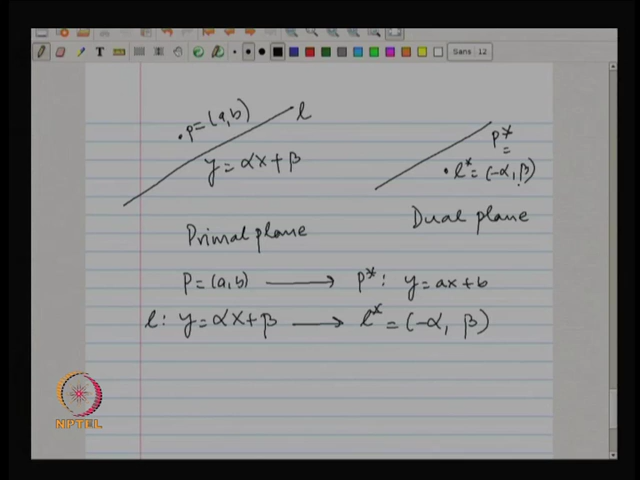 T
Sans 12
.p=(a,b) l
y=αx+β
p*
=
.l*=(-α,β)
Primal plane
Dual plane
p=(a,b) → p*: y=ax+b
l: y=αx+β → l*=(-α, β)
NPTEL